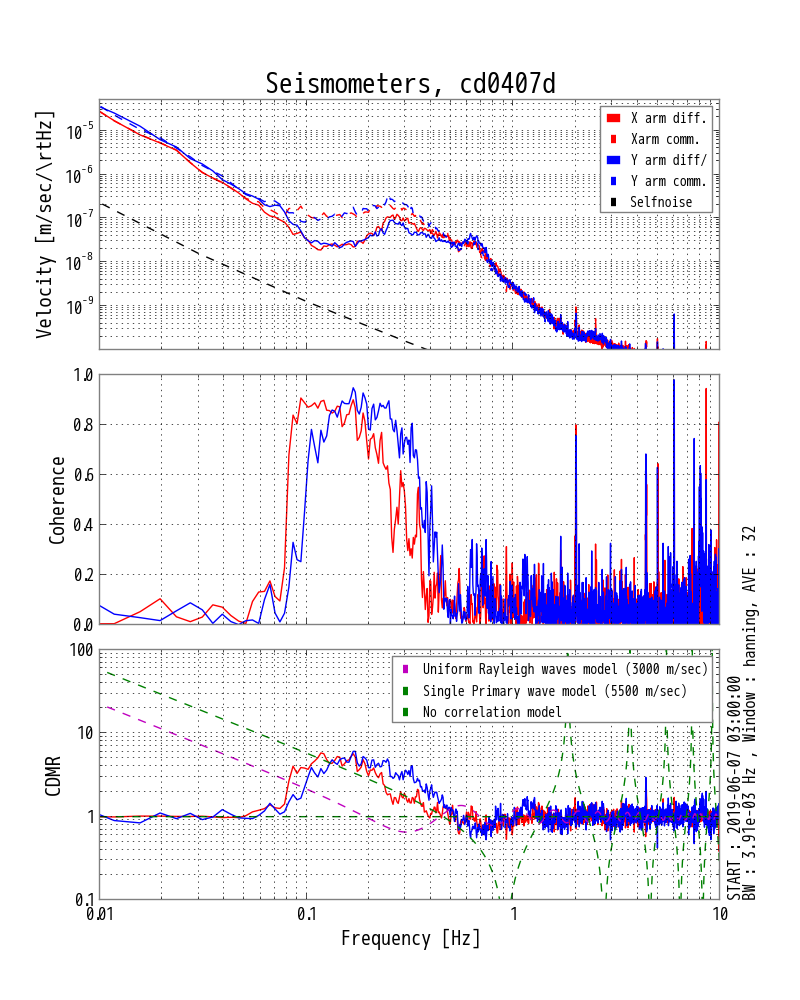 Seismometers, cd0407d
Velocity [m/sec/\rtHz]
10^-5
10^-6
10^-7
10^-8
10^-9
X arm diff.
Xarm comm.
Y arm diff/
Y arm comm.
Selfnoise
Coherence
1.0
0.8
0.6
0.4
0.2
0.0
CDMR
100
10
1
0.1
Uniform Rayleigh waves model (3000 m/sec)
Single Primary wave model (5500 m/sec)
No correlation model
0.01
0.1
1
10
Frequency [Hz]
START : 2019-06-07 03:00:00
BW : 3.91e-03 Hz , Window : hanning, AVE : 32